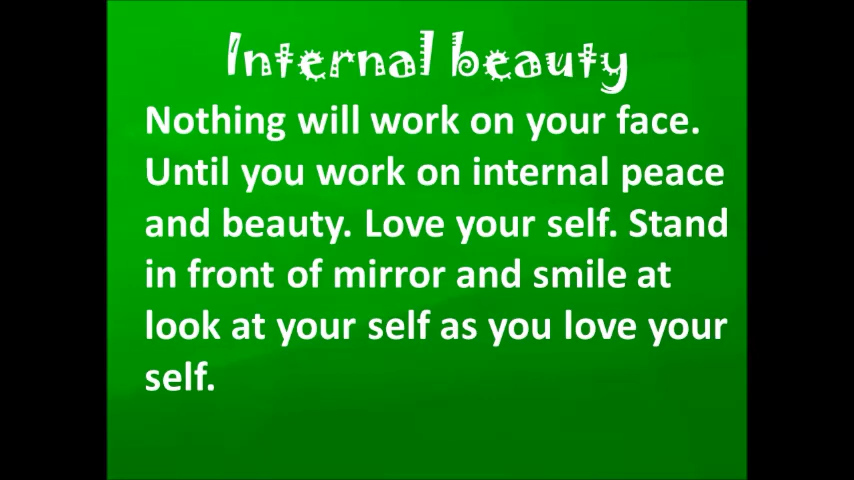 Internal beauty
Nothing will work on your face.
Until you work on internal peace
and beauty. Love your self. Stand
in front of mirror and smile at
look at your self as you love your
self.